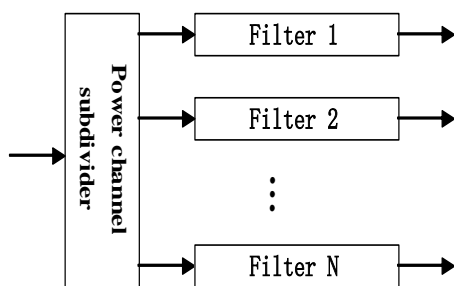 Power channel
subdivider
Filter 1
Filter 2
⋮
Filter N